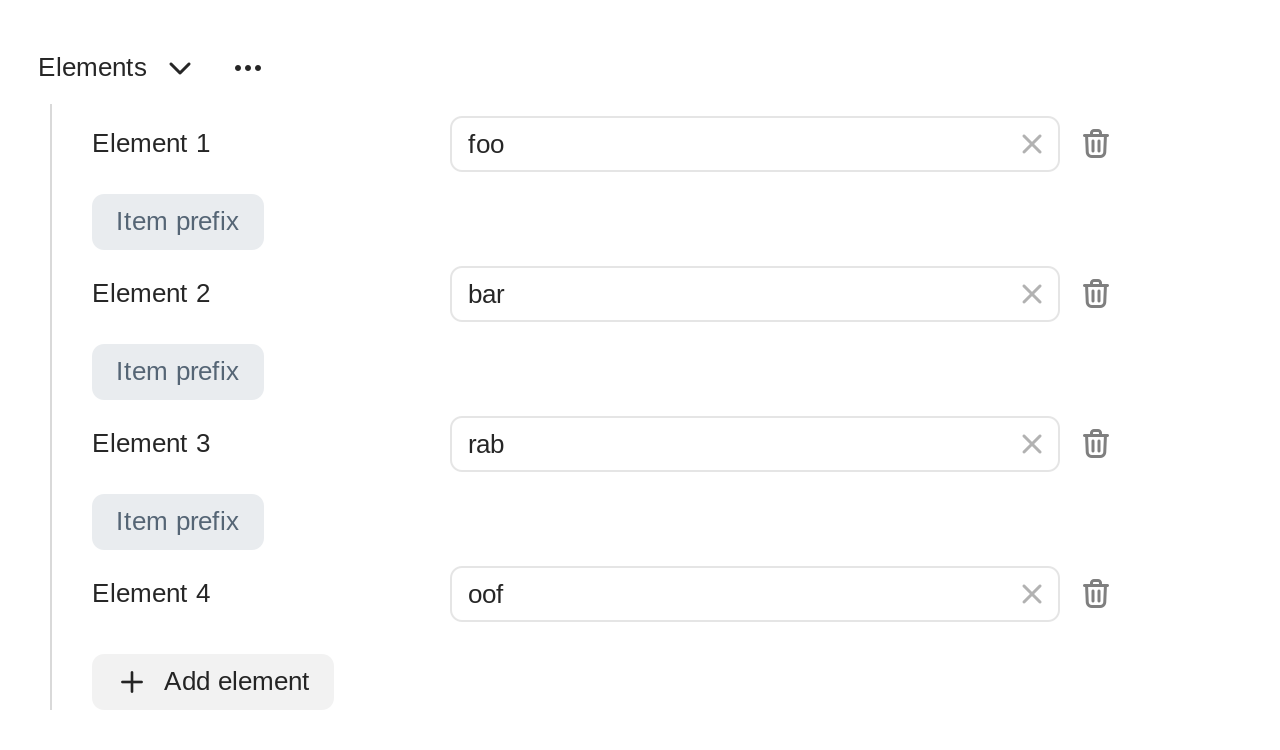 Elements
Element 1
foo
Item prefix
Element 2
bar
Item prefix
Element 3
rab
Item prefix
Element 4
oof
Add element